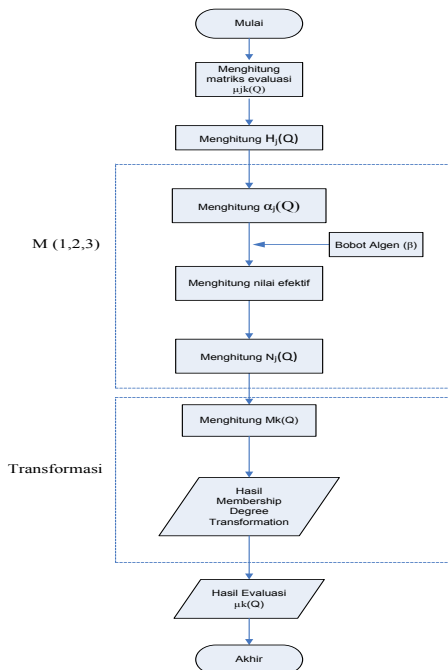 Mulai
Menghitung
matriks evaluasi
μjk(Q)
Menghitung Hj(Q)
M (1,2,3)
Menghitung αj(Q)
Bobot Algen (β)
Menghitung nilai efektif
Menghitung Nj(Q)
Transformasi
Menghitung Mk(Q)
Hasil
Membership
Degree
Transformation
Hasil Evaluasi
μk(Q)
Akhir